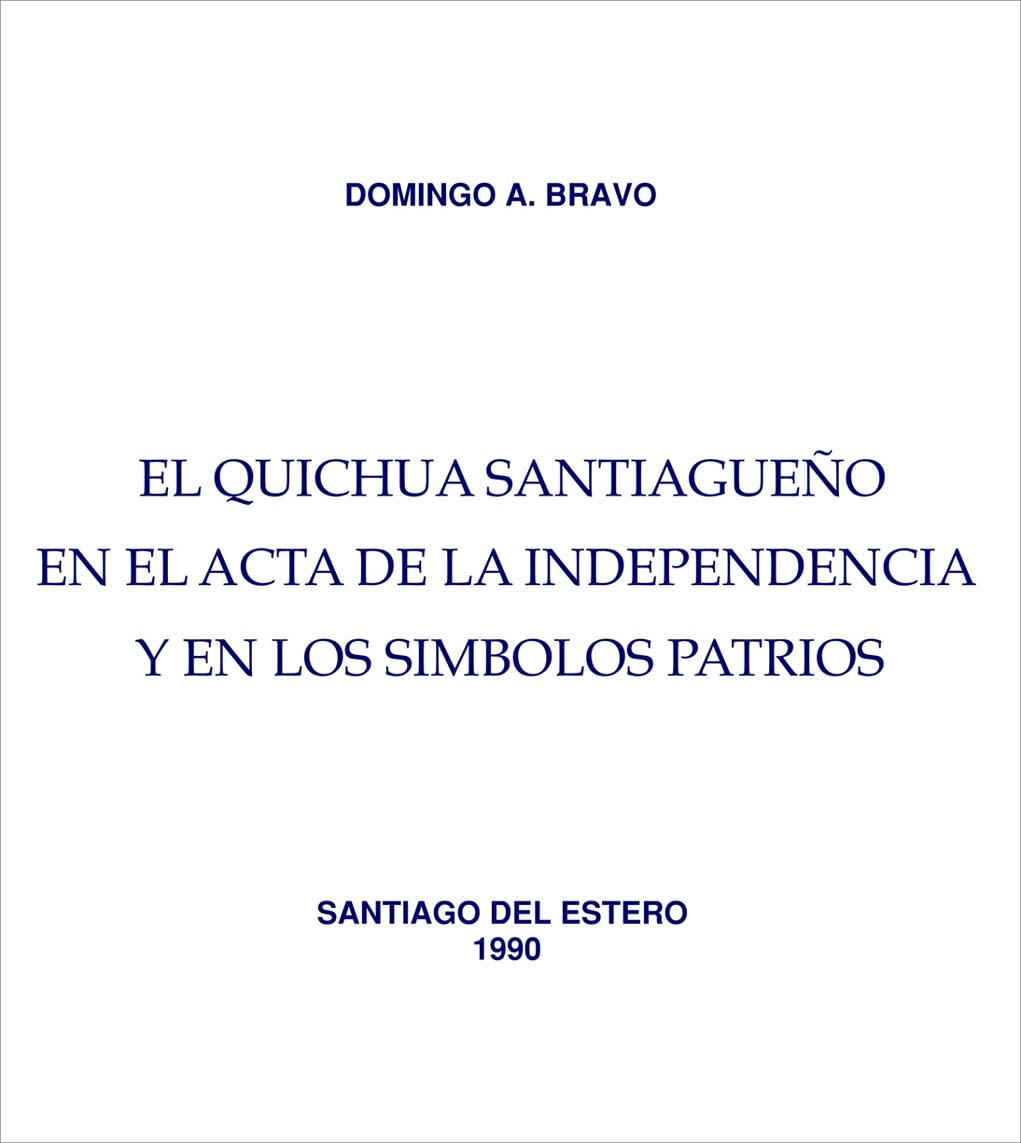 DOMINGO A. BRAVO
EL QUICHUA SANTIAGUEÑO
EN EL ACTA DE LA INDEPENDENCIA
Y EN LOS SIMBOLOS PATRIOS
SANTIAGO DEL ESTERO
1990